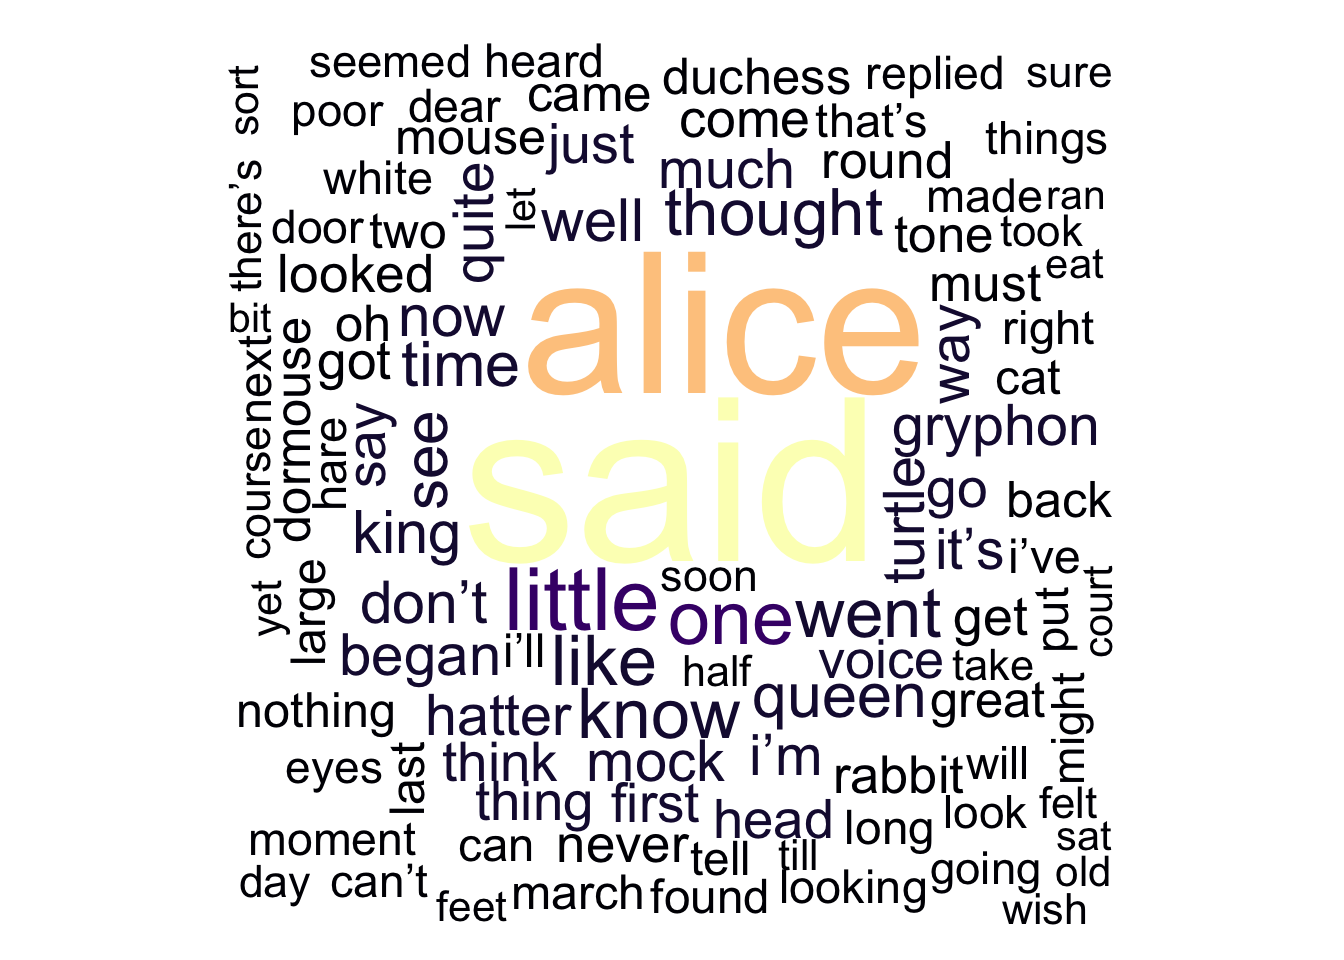 seemed heard
duchess replied sure
sort poor dear came
mouse just come that’s things
white much round
there’s quite let made ran
door two well thought tone took
looked alice must eat
bit oh now way right
next dormouse got time cat
course hare say see said gryphon
king turtle go back
it’s i’ve
yet large don’t little soon court
one went get put
began i’ll like half voice take
nothing hatter know queen great might
eyes last think mock i’m rabbit will
thing first head long look felt
moment can never tell till sat
day can’t going old
feet march found looking wish